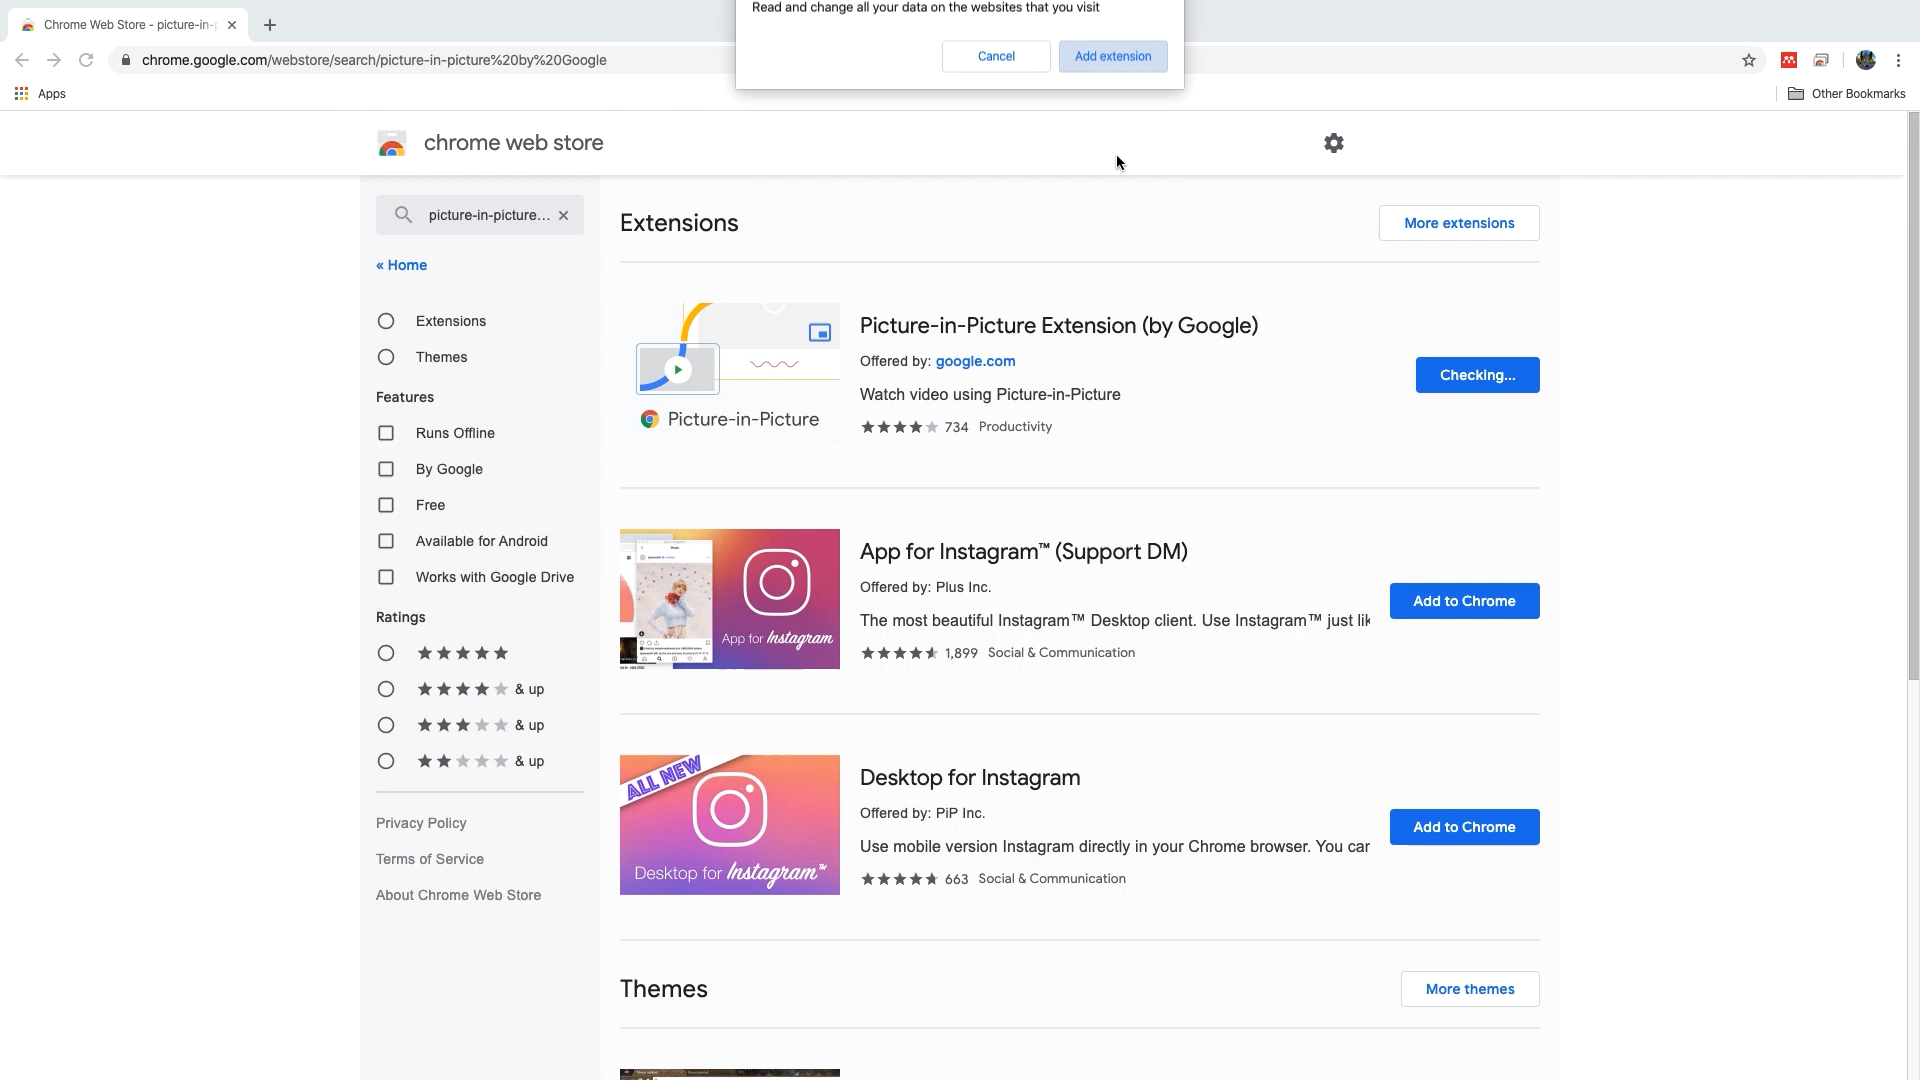 Chrome Web Store - picture-in-p
chrome.google.com/webstore/search/picture-in-picture%20by%20Google
Apps
Other Bookmarks
Read and change all your data on the websites that you visit
Cancel
Add extension
chrome web store
picture-in-picture...
« Home
Extensions
Themes
Features
Runs Offline
By Google
Free
Available for Android
Works with Google Drive
Ratings
& up
& up
& up
Privacy Policy
Terms of Service
About Chrome Web Store
Extensions
More extensions
Picture-in-Picture
Picture-in-Picture Extension (by Google)
Offered by: google.com
Watch video using Picture-in-Picture
734 Productivity
Checking...
App for Instagram
App for Instagram™ (Support DM)
Offered by: Plus Inc.
The most beautiful Instagram™ Desktop client. Use Instagram™ just lik
1,899 Social & Communication
Add to Chrome
ALL NEW
Desktop for Instagram™
Desktop for Instagram
Offered by: PiP Inc.
Use mobile version Instagram directly in your Chrome browser. You can
663 Social & Communication
Add to Chrome
Themes
More themes